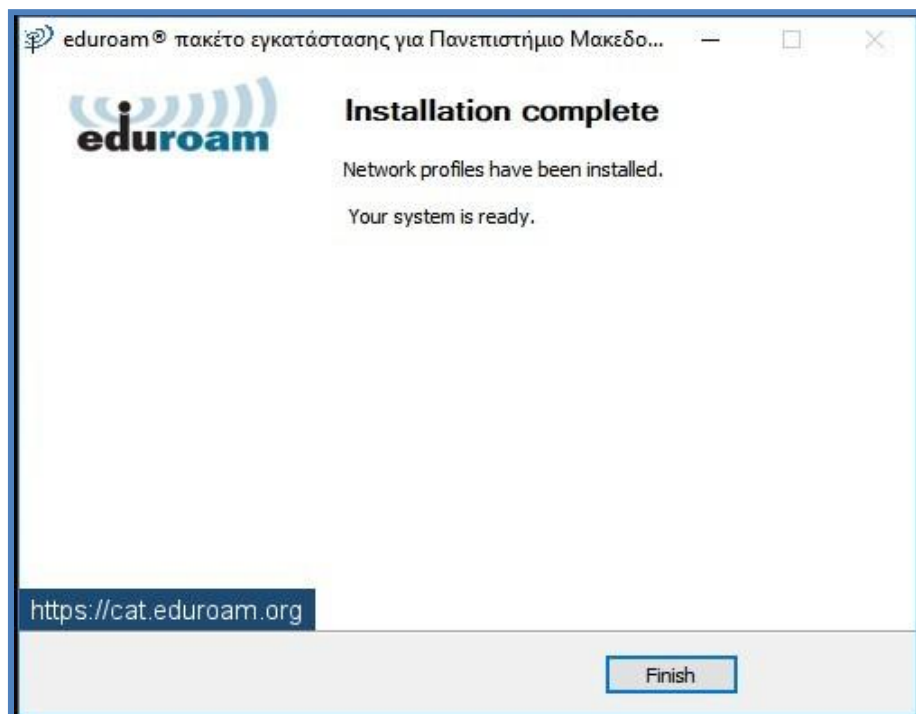 eduroam® πακέτο εγκατάστασης για Πανεπιστήμιο Μακεδο...
eduroam
Installation complete
Network profiles have been installed.
Your system is ready.
https://cat.eduroam.org
Finish